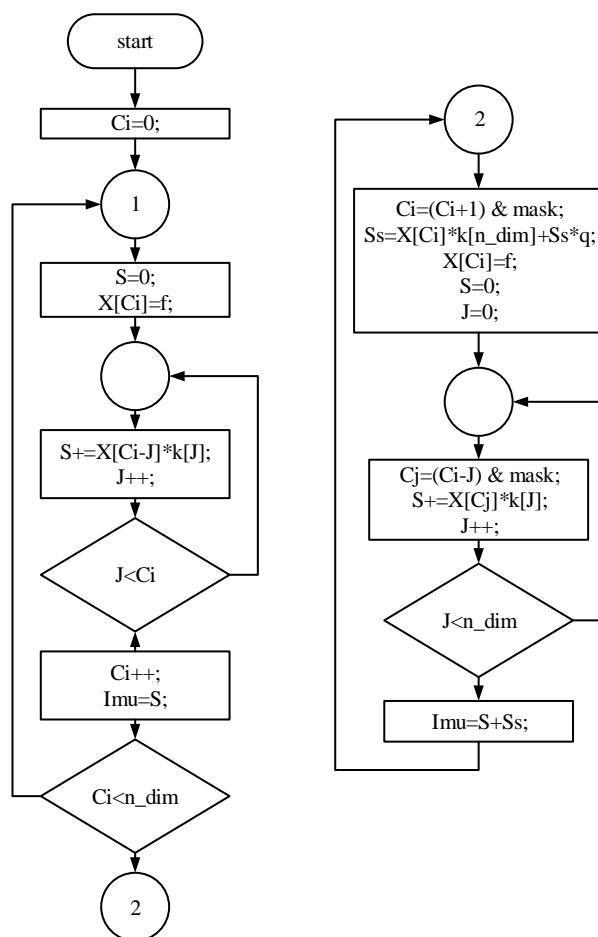 start
Ci=0;
1
S=0;
X[Ci]=f;
S+=X[Ci-J]*k[J];
J++;
J<Ci
Ci++;
Imu=S;
Ci<n_dim
2
2
Ci=(Ci+1) & mask;
Ss=X[Ci]*k[n_dim]+Ss*q;
X[Ci]=f;
S=0;
J=0;
Cj=(Ci-J) & mask;
S+=X[Cj]*k[J];
J++;
J<n_dim
Imu=S+Ss;